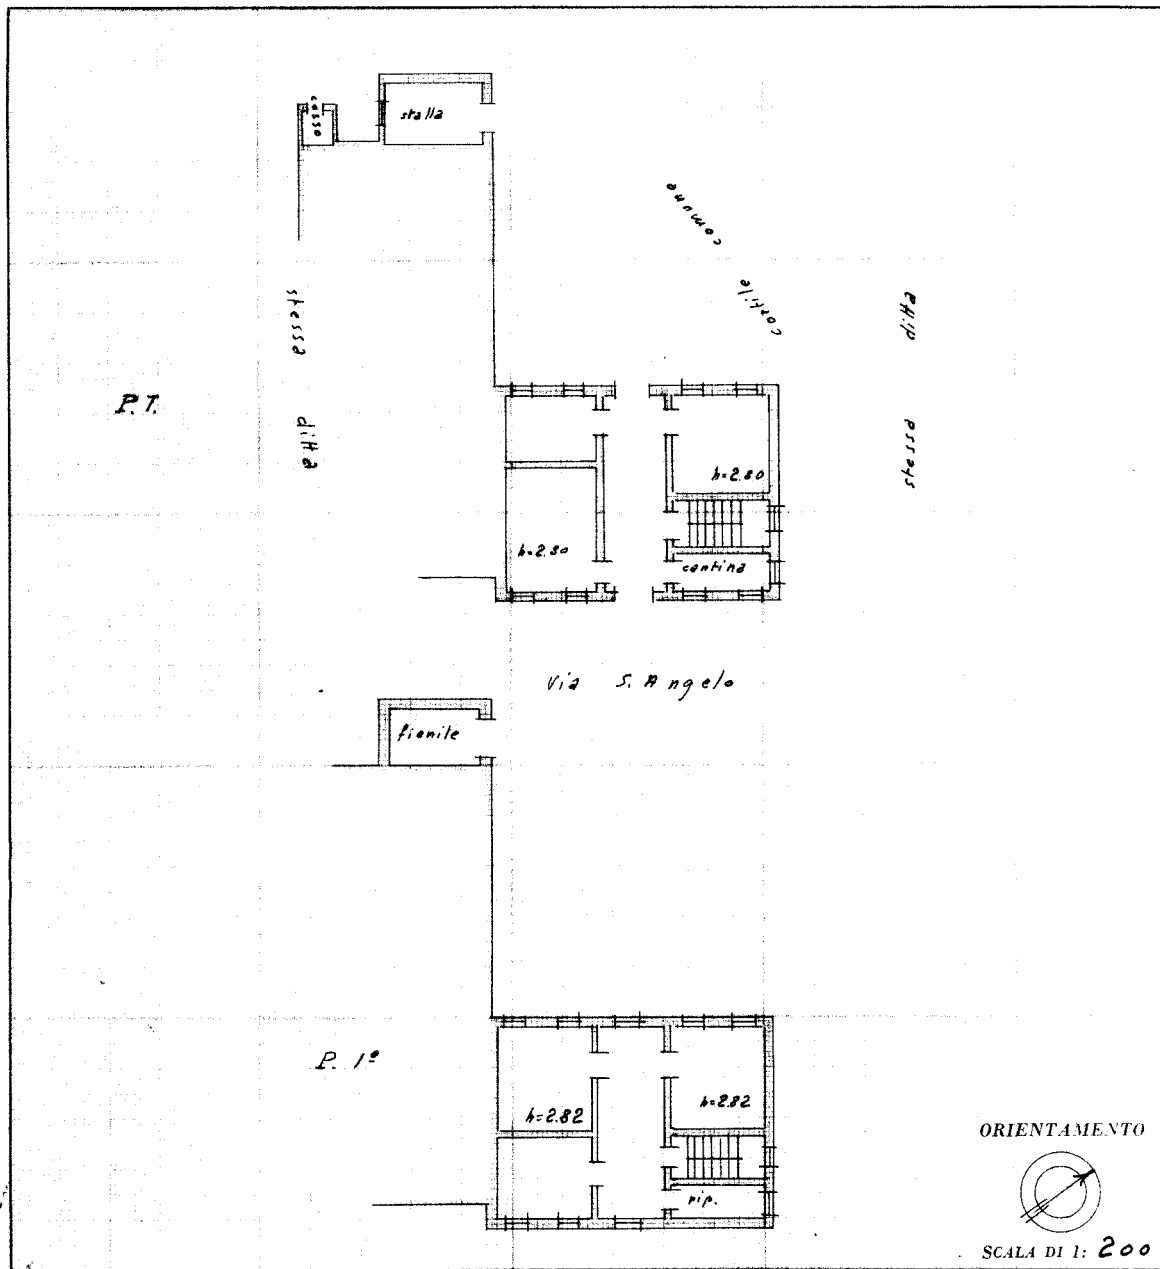 cesso
stalla
cortile comune
stessa ditta
stessa ditta
P.T.
h=2.80
h=2.80
cantina
Via S. Angelo
fienile
P. 1º
h=2.82
h=2.82
rip.
ORIENTAMENTO
SCALA DI 1: 200